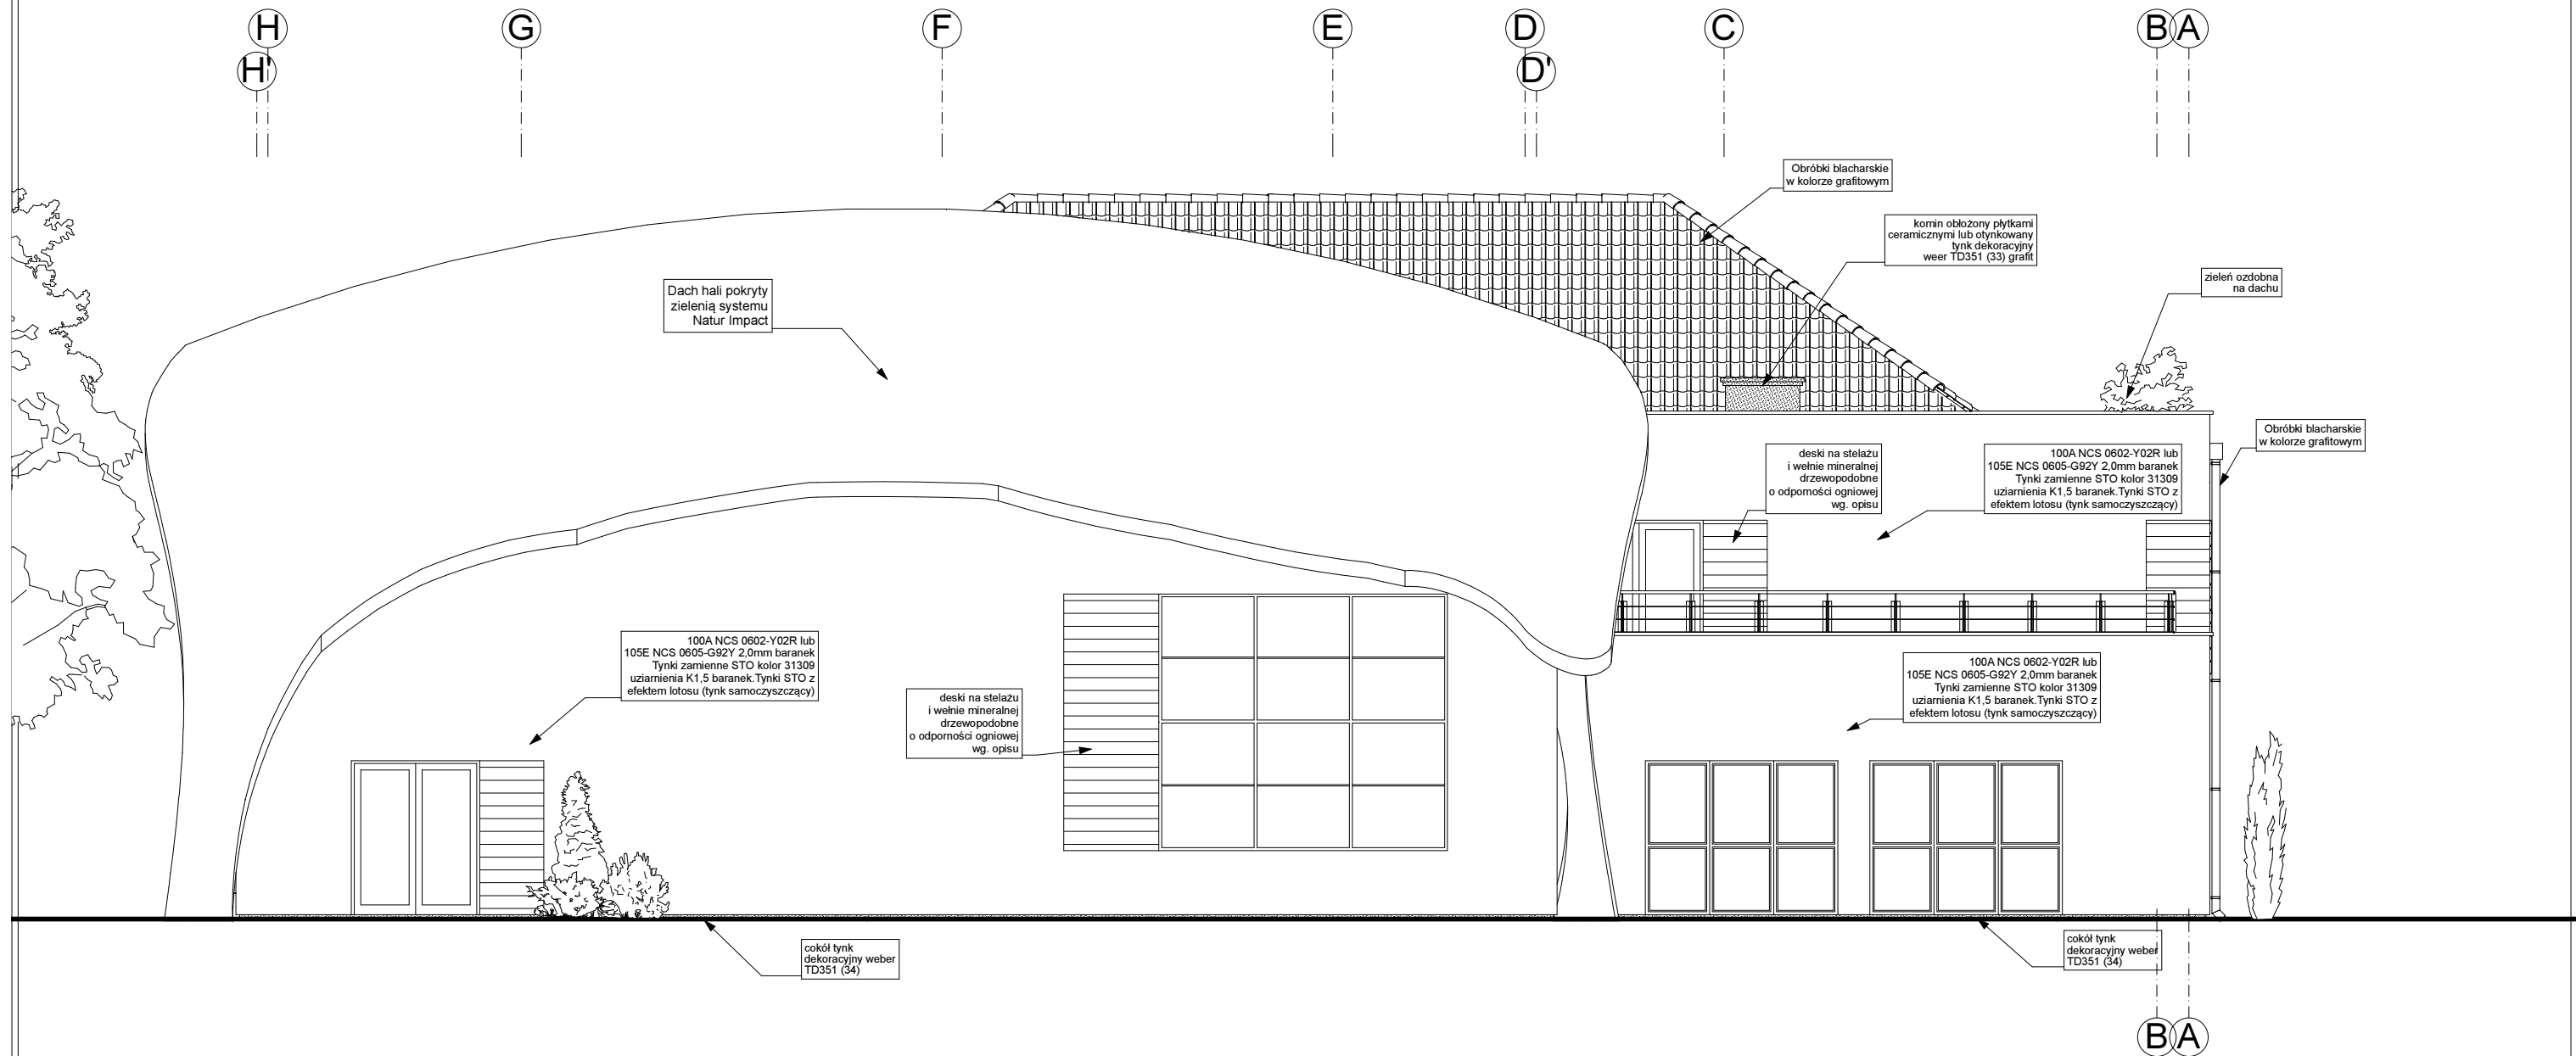 H
G
F
E
D
C
B
A
H'
D'
Obróbki blacharskie
w kolorze grafitowym
komin obłożony płytkami
ceramicznymi lub otynkowany
tynk dekoracyjny
weer TD351 (33) grafit
zieleń ozdobna
na dachu
Dach hali pokryty
zielenią systemu
Natur Impact
Obróbki blacharskie
w kolorze grafitowym
deski na stelażu
i wełnie mineralnej
drzewopodobne
o odporności ogniowej
wg. opisu
100A NCS 0602-Y02R lub
105E NCS 0605-G92Y 2,0mm baranek
Tynki zamienne STO kolor 31309
uziarnienia K1,5 baranek.Tynki STO z
efektem lotosu (tynk samoczyszczący)
100A NCS 0602-Y02R lub
105E NCS 0605-G92Y 2,0mm baranek
Tynki zamienne STO kolor 31309
uziarnienia K1,5 baranek.Tynki STO z
efektem lotosu (tynk samoczyszczący)
deski na stelażu
i wełnie mineralnej
drzewopodobne
o odporności ogniowej
wg. opisu
100A NCS 0602-Y02R lub
105E NCS 0605-G92Y 2,0mm baranek
Tynki zamienne STO kolor 31309
uziarnienia K1,5 baranek.Tynki STO z
efektem lotosu (tynk samoczyszczący)
cokół tynk
dekoracyjny weber
TD351 (34)
cokół tynk
dekoracyjny weber
TD351 (34)
B
A